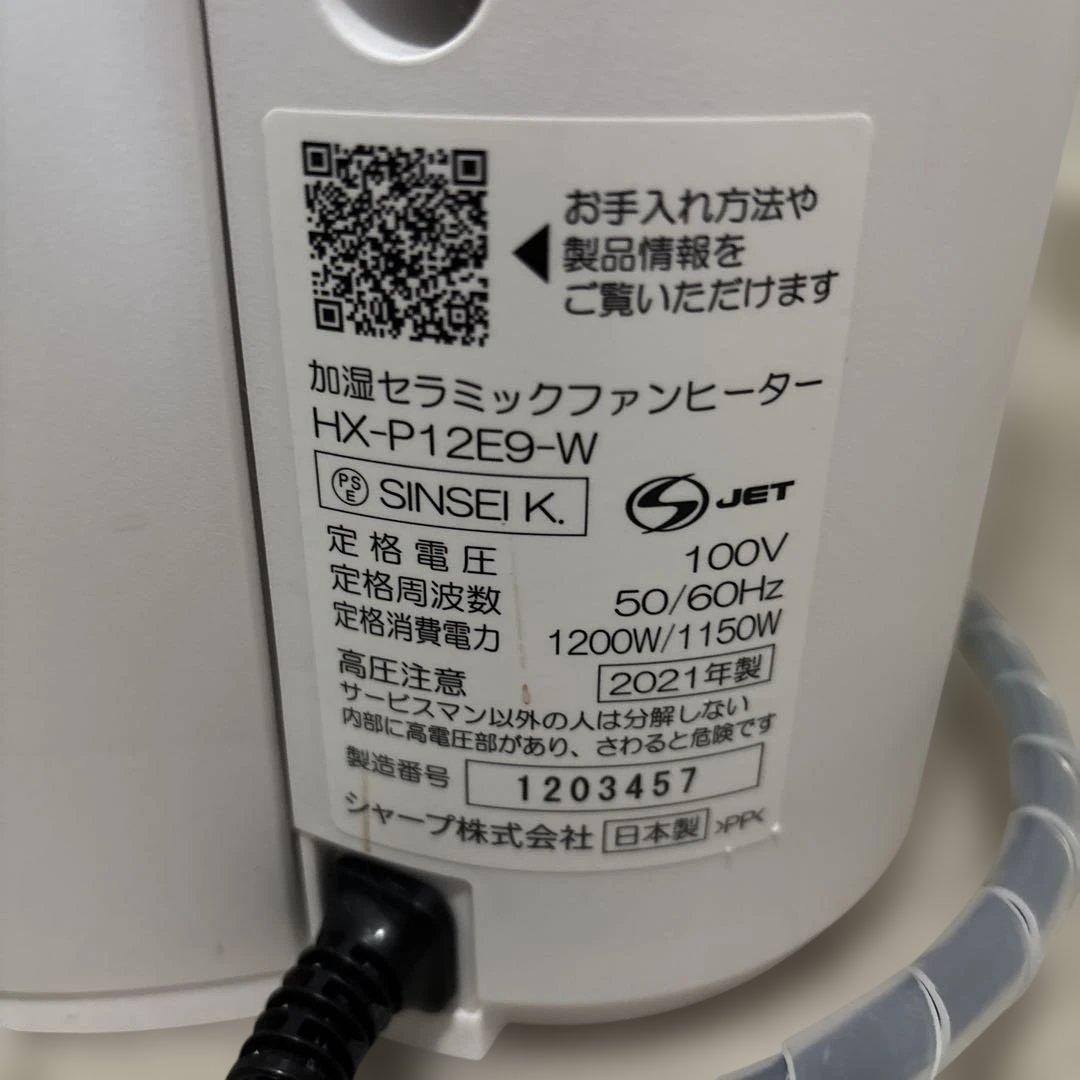 お手入れ方法や
製品情報を
ご覧いただけます
加湿セラミックファンヒーター
HX-P12E9-W
PSE SINSEI K.
S JET
定格電圧 100V
定格周波数 50/60Hz
定格消費電力 1200W/1150W
高圧注意 2021年製
サービスマン以外の人は分解しない
内部に高電圧部があり、さわると危険です
製造番号 1203457
シャープ株式会社 日本製 >PP<